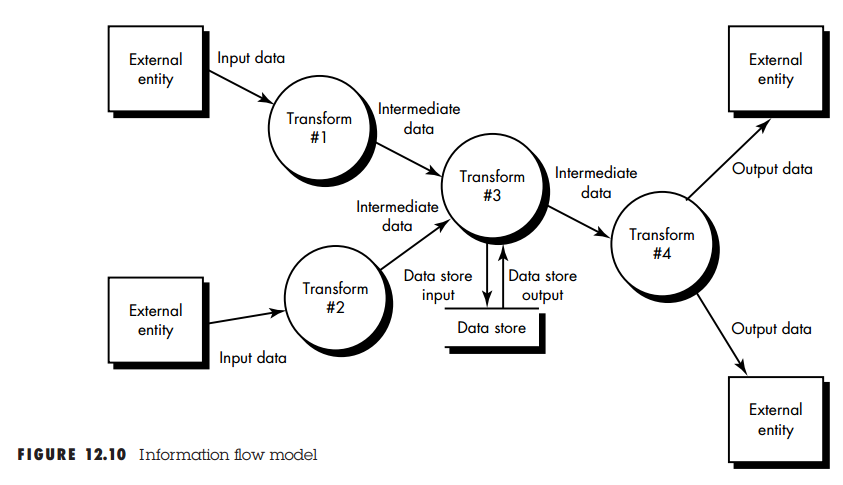 External
entity
Input data
Transform
#1
Intermediate
data
Transform
#3
Intermediate
data
External
entity
Output data
Transform
#4
Intermediate
data
External
entity
Input data
Transform
#2
Data store
input
Data store
output
Data store
Output data
External
entity
FIGURE 12.10 Information flow model